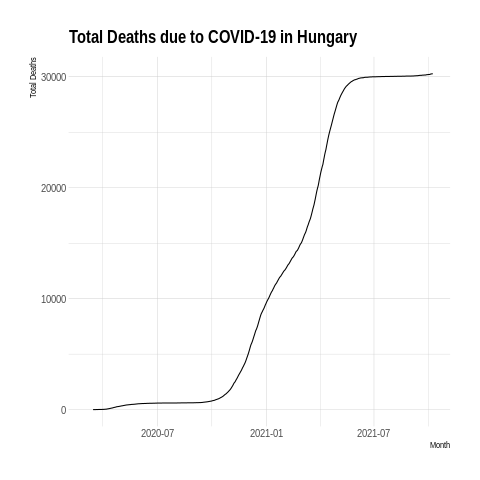 Total Deaths due to COVID-19 in Hungary
Total Deaths
30000
20000
10000
0
2020-07 2021-01 2021-07
Month